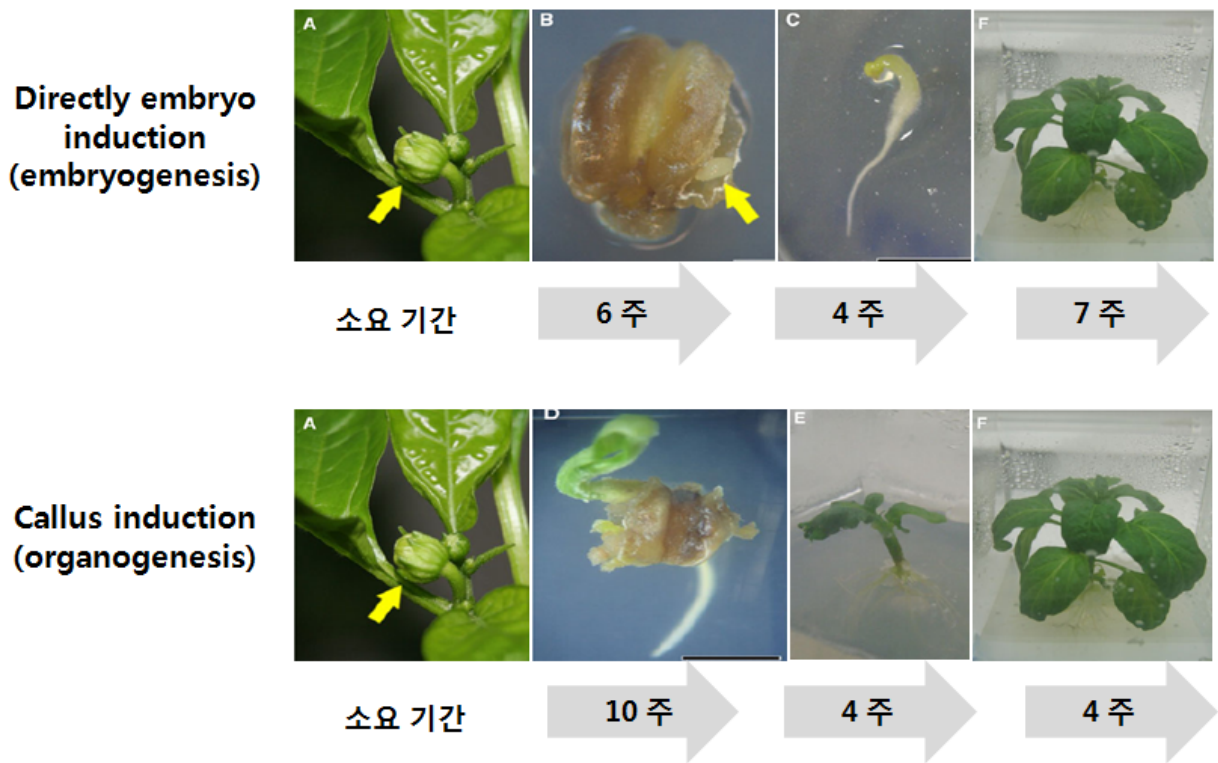 A
B
C
F
Directly embryo
induction
(embryogenesis)
소요 기간
6 주
4 주
7 주
A
D
E
F
Callus induction
(organogenesis)
소요 기간
10 주
4 주
4 주